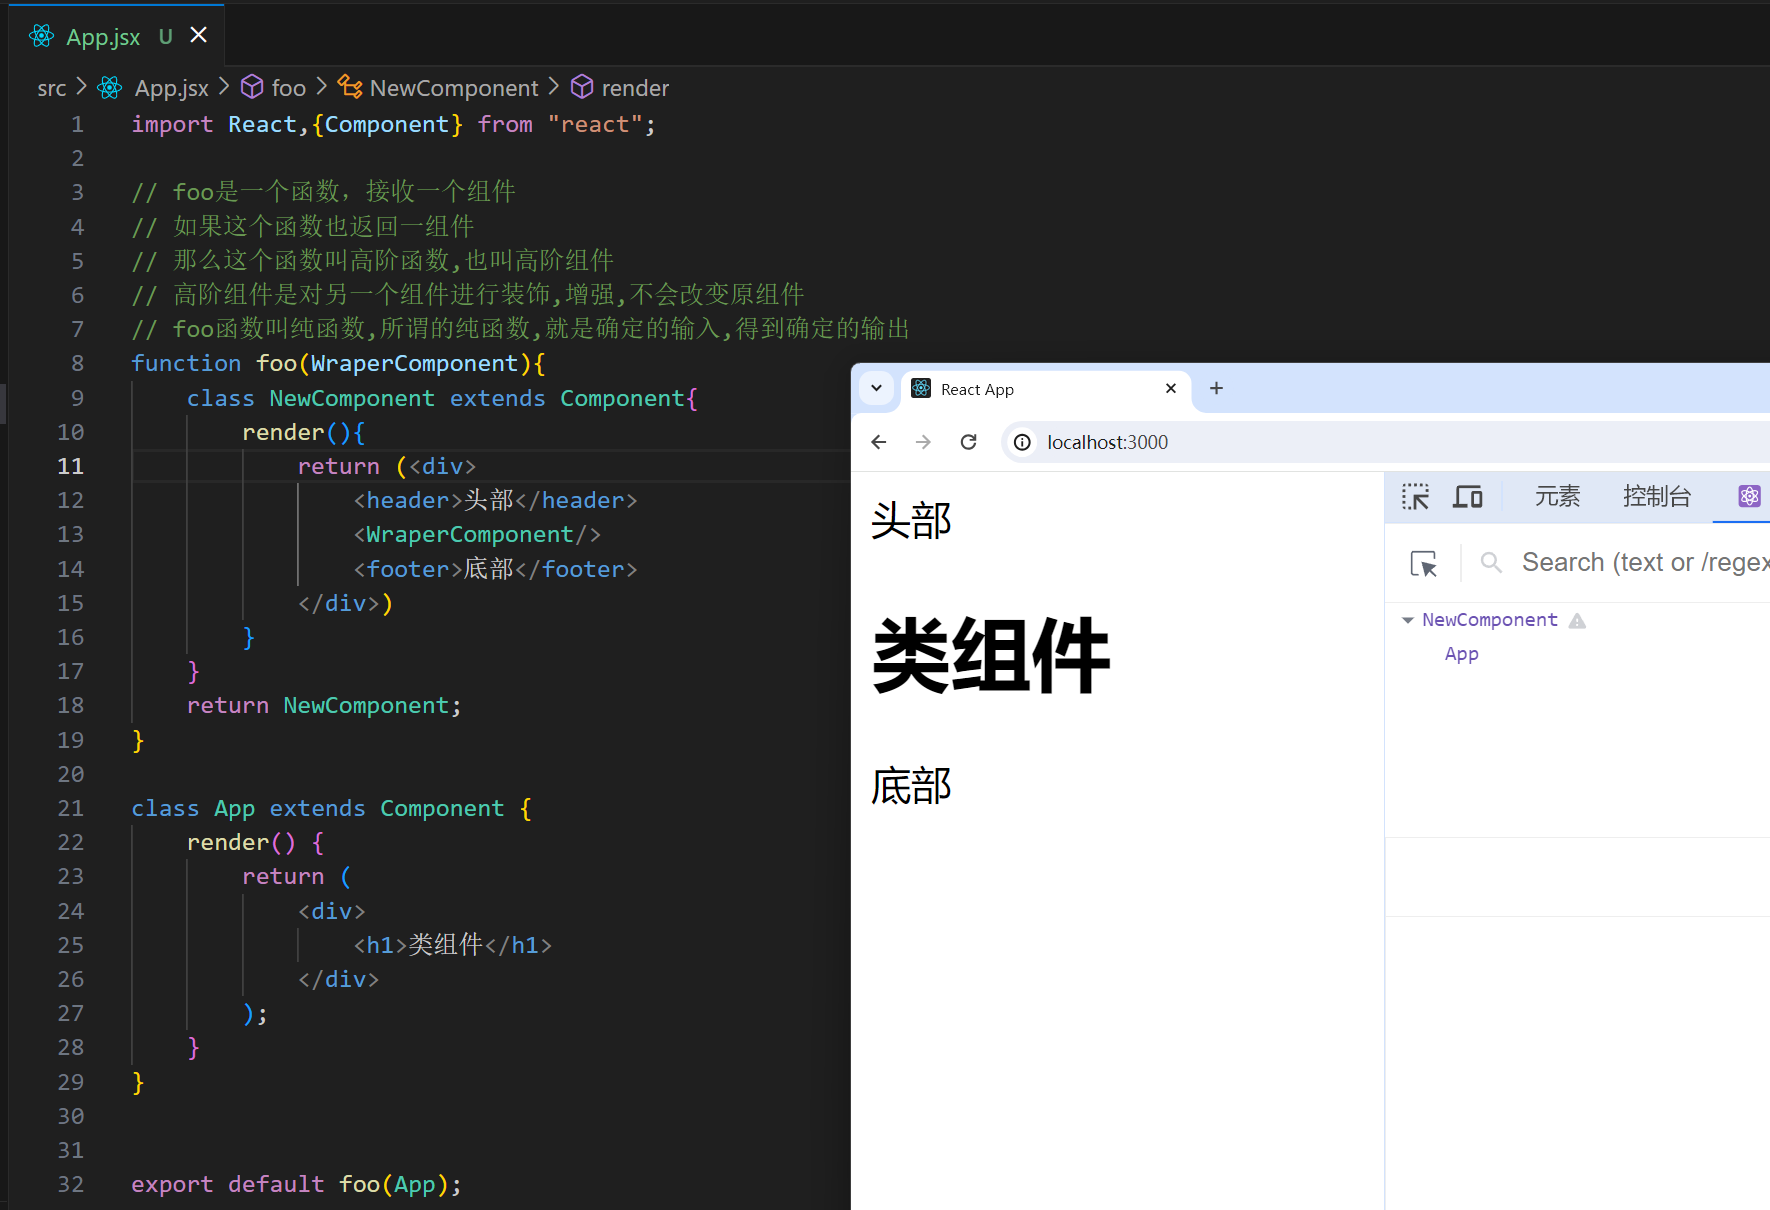 App.jsx U
src > App.jsx > foo > NewComponent > render
1 import React,{Component} from "react";
2
3 // foo是一个函数，接收一个组件
4 // 如果这个函数也返回一组件
5 // 那么这个函数叫高阶函数,也叫高阶组件
6 // 高阶组件是对另一个组件进行装饰,增强,不会改变原组件
7 // foo函数叫纯函数,所谓的纯函数,就是确定的输入,得到确定的输出
8 function foo(WraperComponent){
9 class NewComponent extends Component{
10 render(){
11 return (<div>
12 <header>头部</header>
13 <WraperComponent/>
14 <footer>底部</footer>
15 </div>)
16 }
17 }
18 return NewComponent;
19 }
20
21 class App extends Component {
22 render() {
23 return (
24 <div>
25 <h1>类组件</h1>
26 </div>
27 );
28 }
29 }
30
31
32 export default foo(App);
React App
localhost:3000
头部
类组件
底部
元素 控制台
Search (text or /regex
NewComponent
App